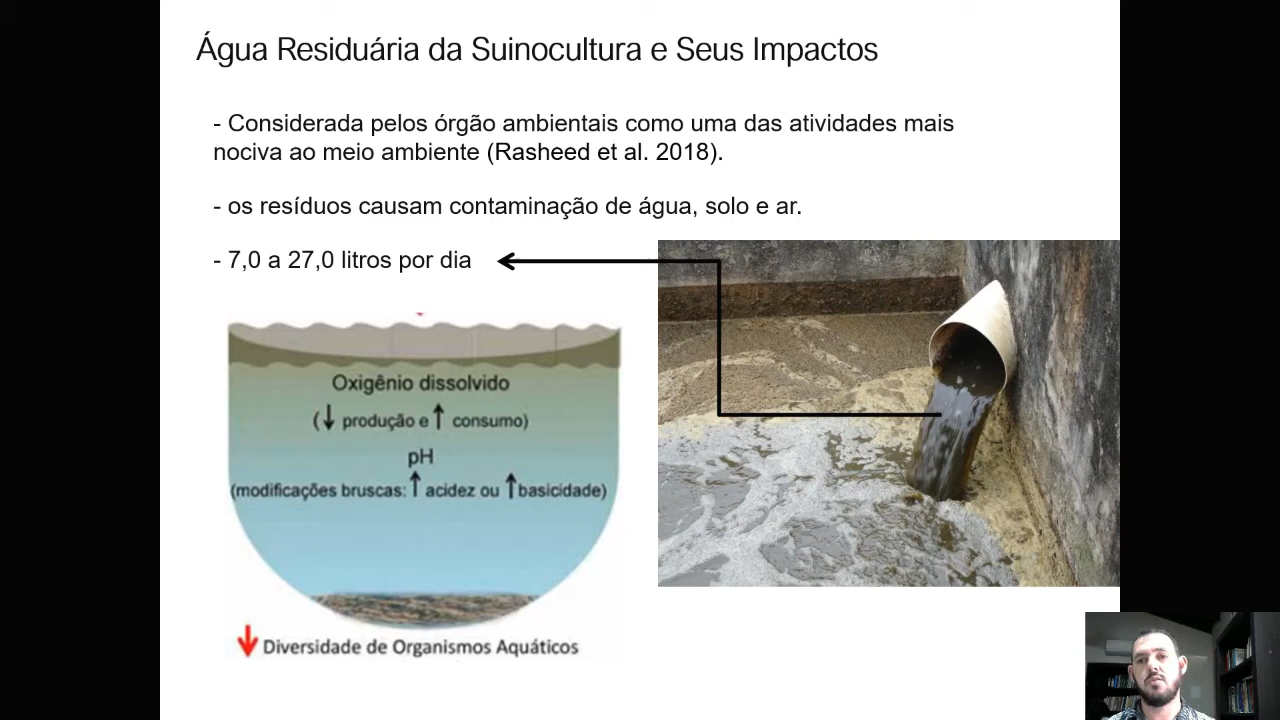 Água Residuária da Suinocultura e Seus Impactos
- Considerada pelos órgão ambientais como uma das atividades mais
nociva ao meio ambiente (Rasheed et al. 2018).
- os resíduos causam contaminação de água, solo e ar.
- 7,0 a 27,0 litros por dia
Oxigênio dissolvido
(↓ produção e ↑ consumo)
pH
(modificações bruscas: ↑ acidez ou ↑ basicidade)
↓ Diversidade de Organismos Aquáticos